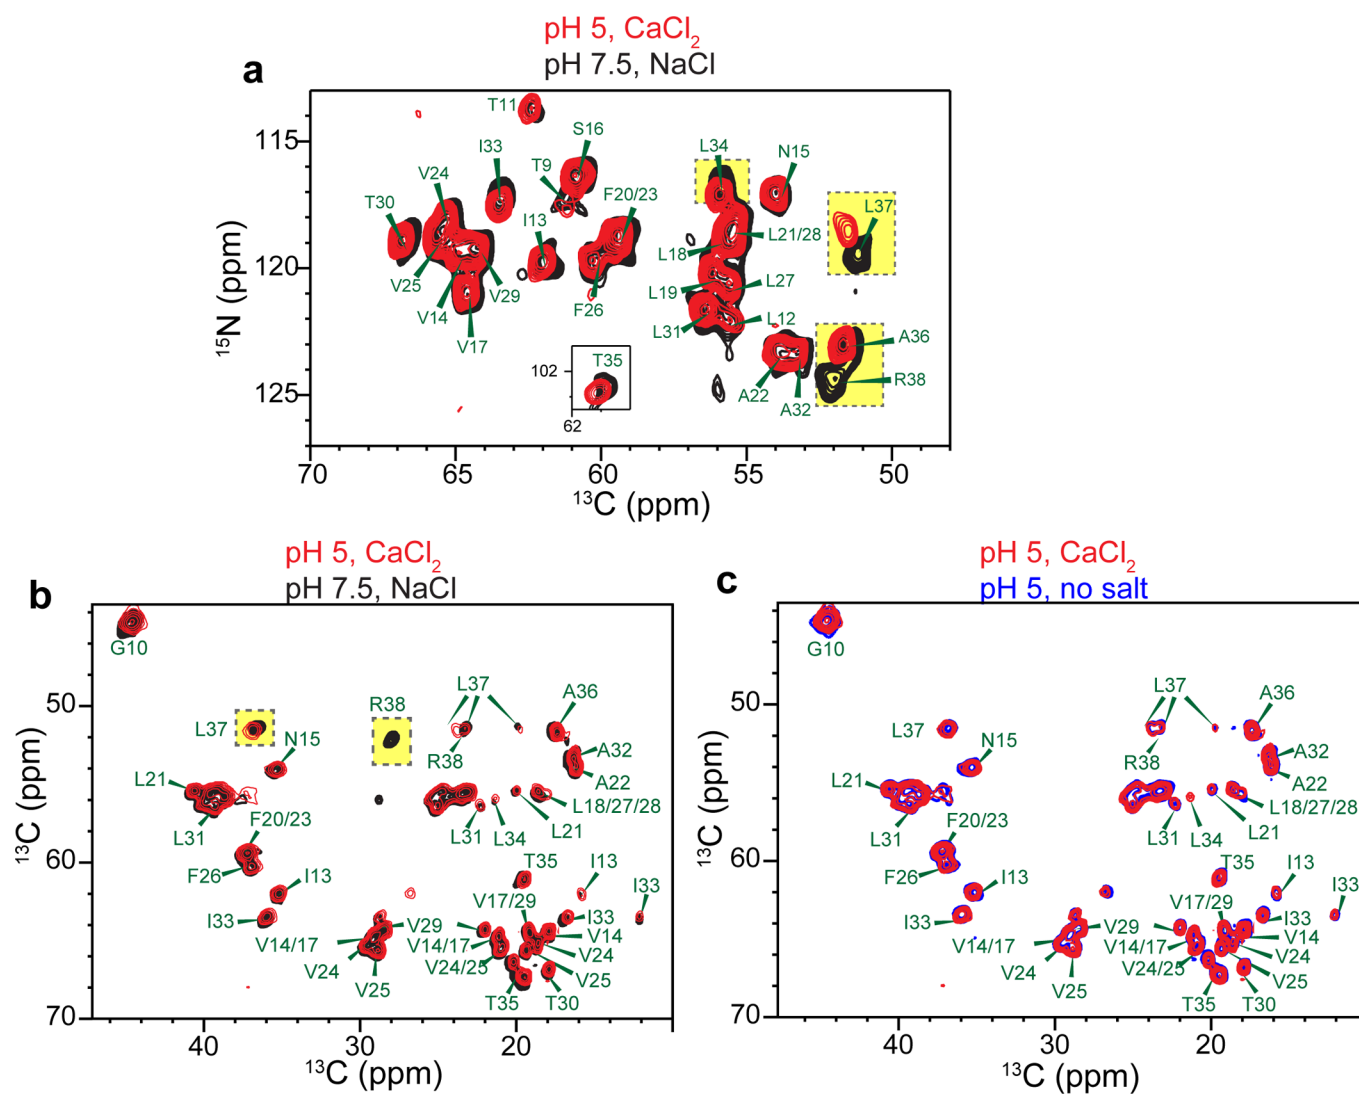 pH 5, CaCl₂
a pH 7.5, NaCl
T11
S16
115
I33
L34
N15
V24
T9
T30
F20/23
L37
I13
120
L18
L21/28
V25
V29
L19
L27
V14
F26
L31
L12
V17
A36
T35
102
R38
125
A22
A32
62
¹⁵N (ppm)
70 65 60 55 50
¹³C (ppm)
pH 5, CaCl₂
b pH 7.5, NaCl
G10
50
L37
R38
L37
A36
N15
R38
A32
A22
L21
L18/27/28
L31
L31
L34
L21
F20/23
60
F26
T35
I13
I13
V17/29
I33
I33
V29
I33
V14/17
V14/17
V14
V24
V24
V24/25
V25
V25
T35
T30
70
¹³C (ppm)
40 30 20
¹³C (ppm)
pH 5, CaCl₂
c pH 5, no salt
G10
50
L37
A36
L37
N15
R38
A32
A22
L21
L18/27/28
L31
L31
L34
L21
F20/23
60
F26
T35
I13
I13
I33
V17/29
I33
I33
V29
V14/17
V14/17
V14
V24
V24
V24/25
V25
V25
T35
T30
70
¹³C (ppm)
40 30 20
¹³C (ppm)